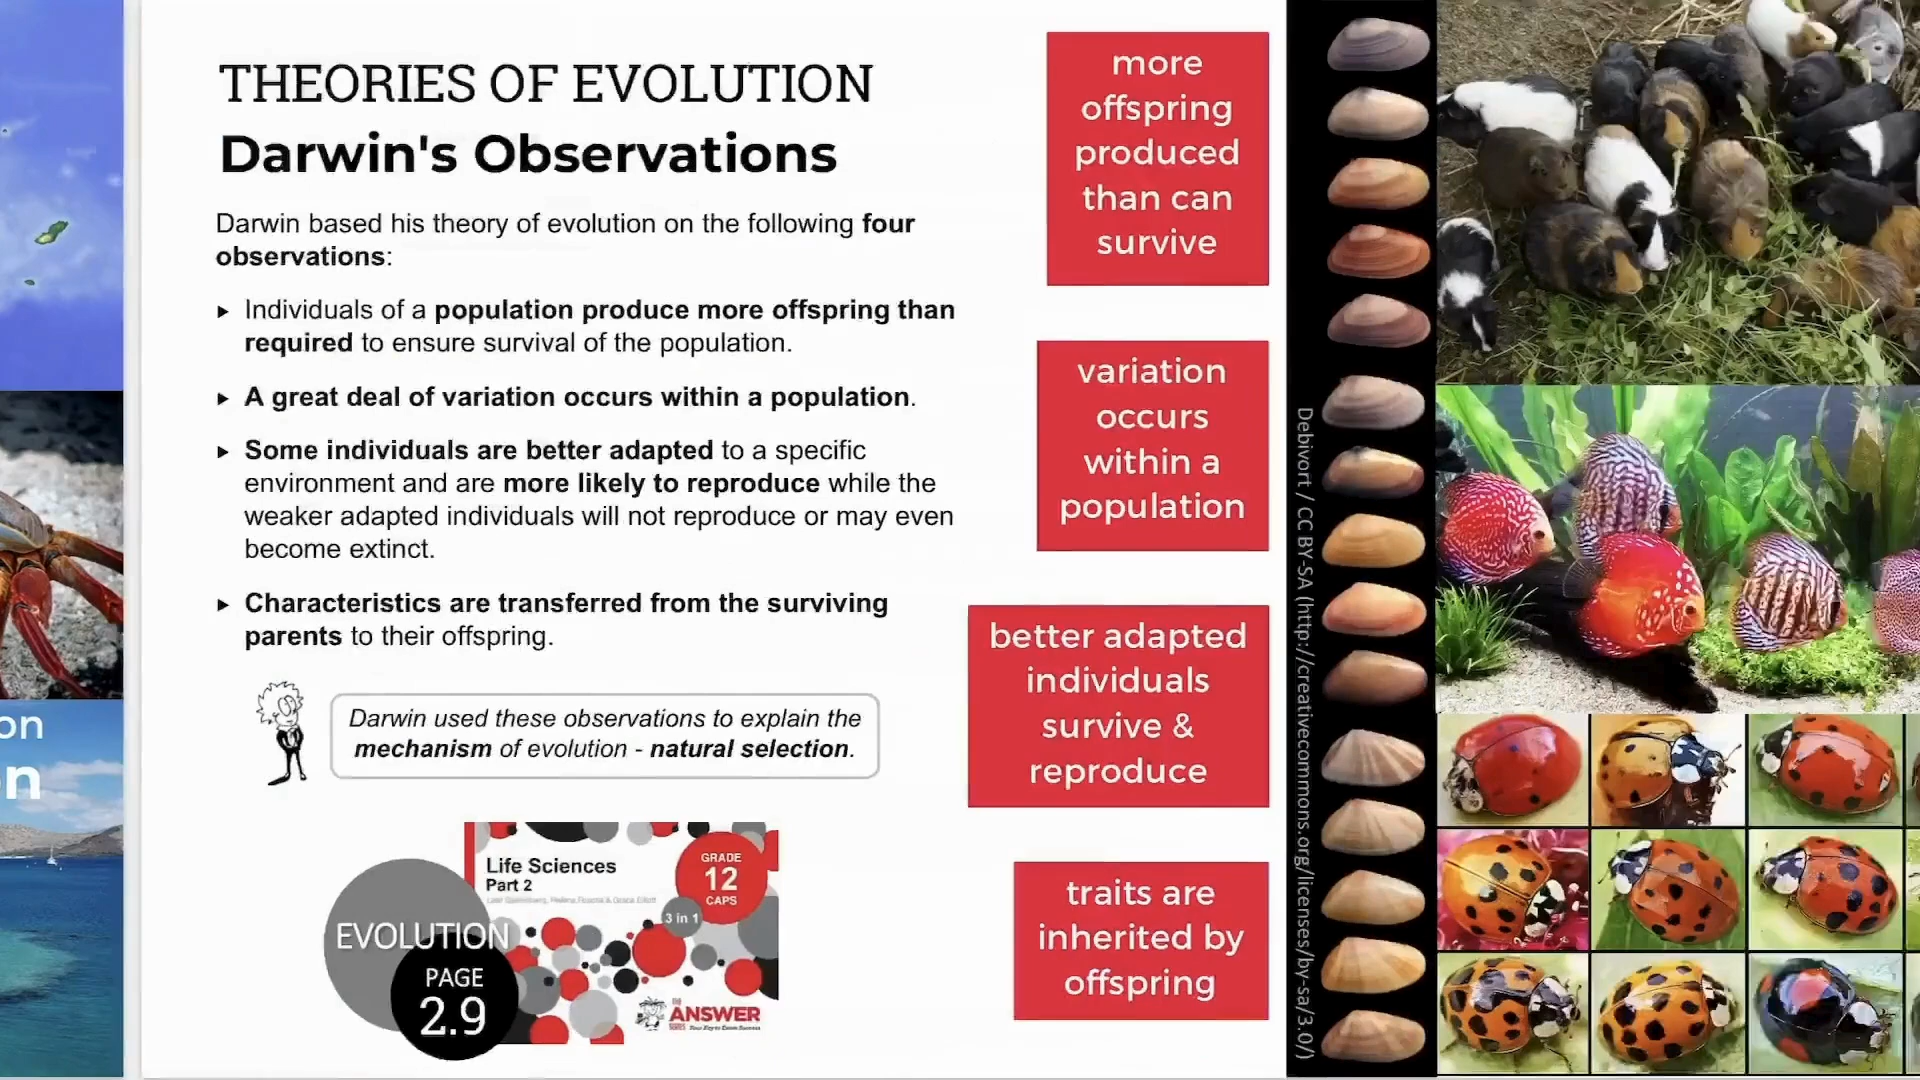 THEORIES OF EVOLUTION
Darwin's Observations
Darwin based his theory of evolution on the following four
observations:
▸ Individuals of a population produce more offspring than
required to ensure survival of the population.
▸ A great deal of variation occurs within a population.
▸ Some individuals are better adapted to a specific
environment and are more likely to reproduce while the
weaker adapted individuals will not reproduce or may even
become extinct.
▸ Characteristics are transferred from the surviving
parents to their offspring.
Darwin used these observations to explain the
mechanism of evolution - natural selection.
EVOLUTION
PAGE
2.9
Life Sciences
Part 2
GRADE
12
CAPS
3 in 1
THE
ANSWER
SERIES Your Key to Exam Success
more
offspring
produced
than can
survive
variation
occurs
within a
population
better adapted
individuals
survive &
reproduce
traits are
inherited by
offspring
Debivort / CC BY-SA (http://creativecommons.org/licenses/by-sa/3.0/)
on
n